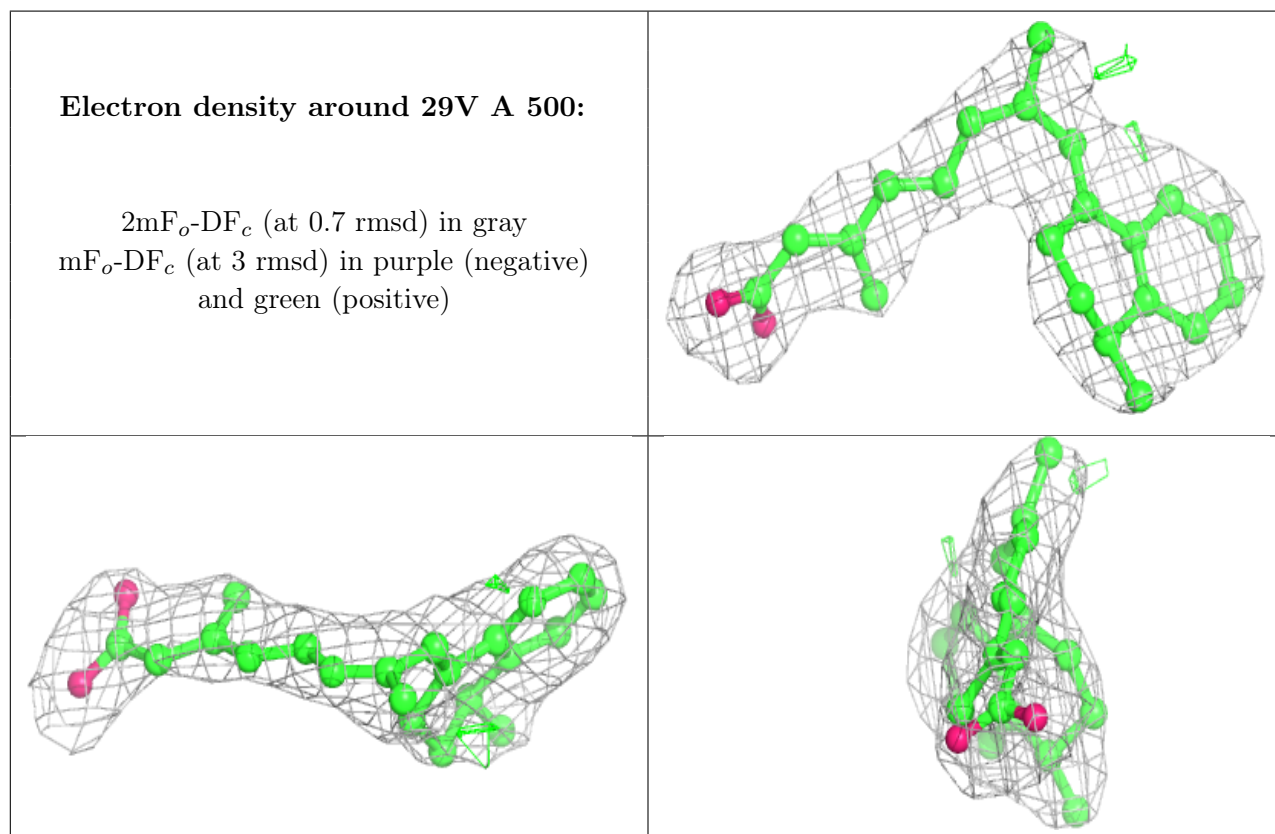 Electron density around 29V A 500:
2mFo-DFc (at 0.7 rmsd) in gray
mFo-DFc (at 3 rmsd) in purple (negative)
and green (positive)